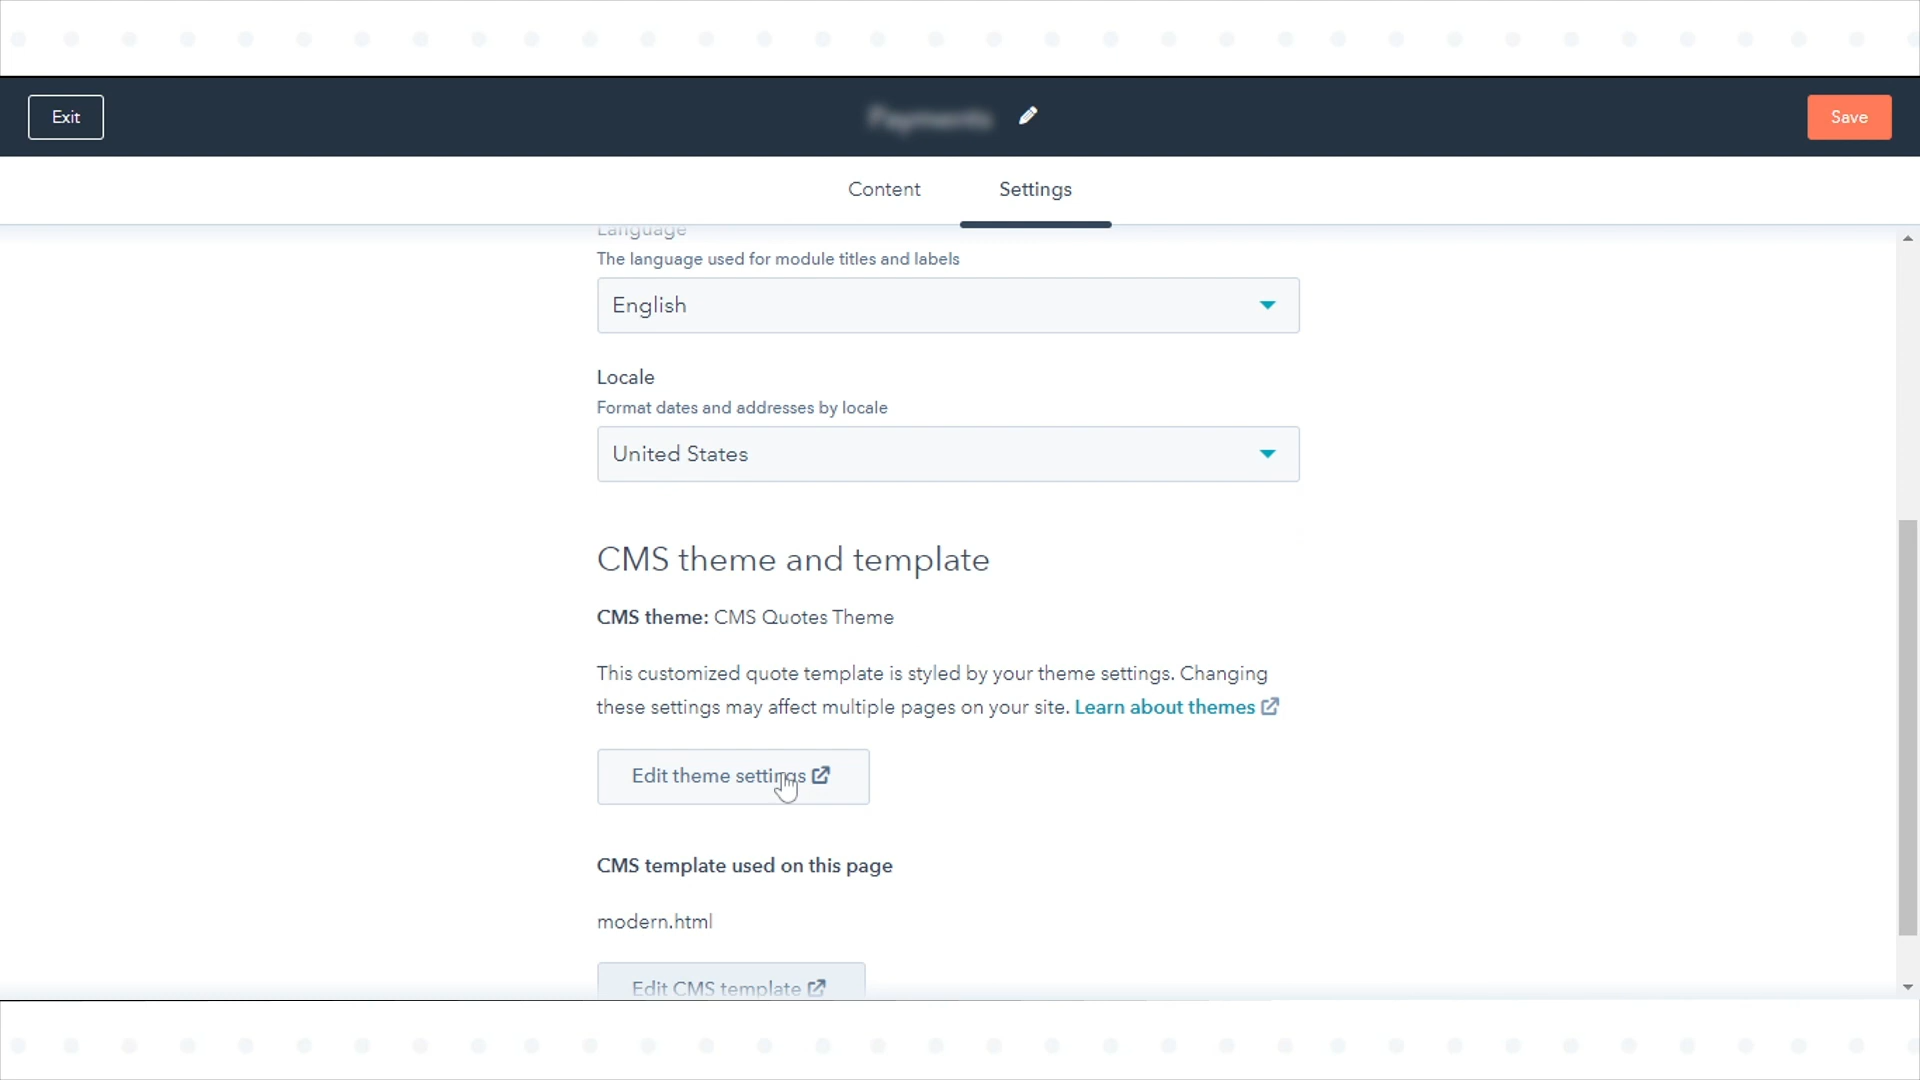 Exit
Save
Content
Settings
Language
The language used for module titles and labels
English
Locale
Format dates and addresses by locale
United States
CMS theme and template
CMS theme: CMS Quotes Theme
This customized quote template is styled by your theme settings. Changing
these settings may affect multiple pages on your site. Learn about themes
Edit theme settings
CMS template used on this page
modern.html
Edit CMS template